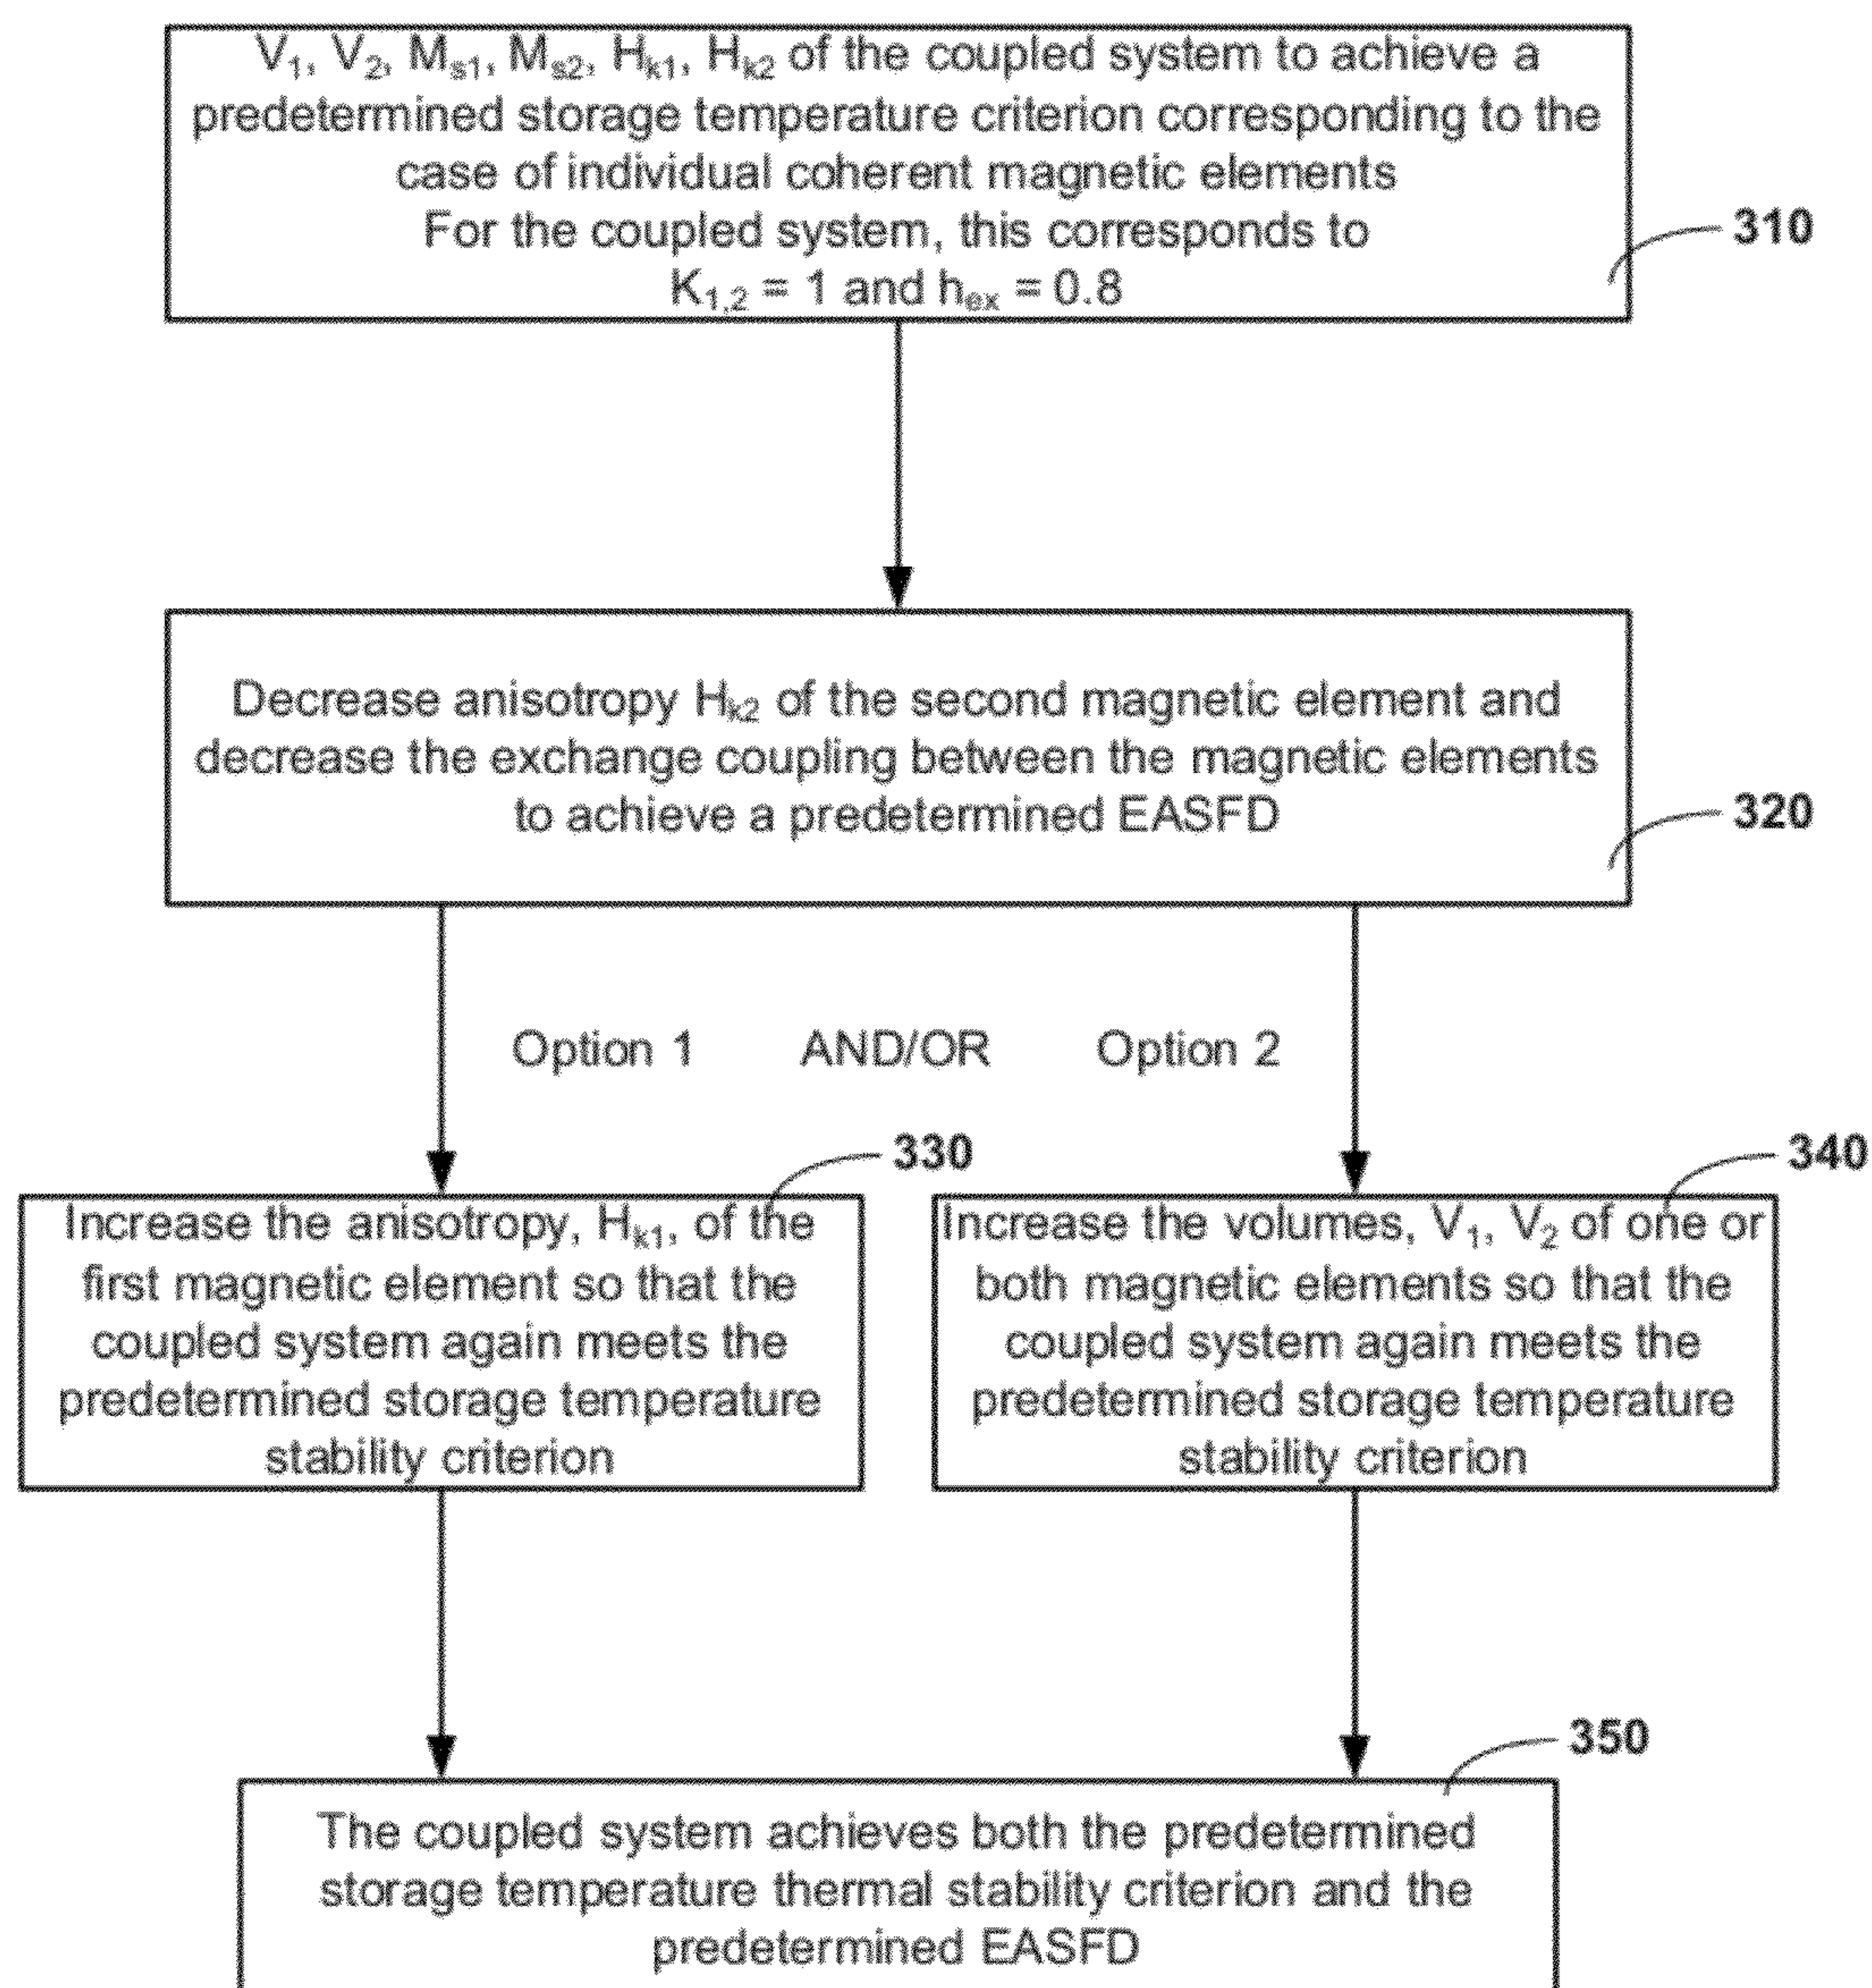 V1, V2, Ms1, Ms2, Hk1, Hk2 of the coupled system to achieve a
predetermined storage temperature criterion corresponding to the
case of individual coherent magnetic elements
For the coupled system, this corresponds to
K1,2 = 1 and hex = 0.8
310
Decrease anisotropy Hk2 of the second magnetic element and
decrease the exchange coupling between the magnetic elements
to achieve a predetermined EASFD
320
Option 1 AND/OR Option 2
330
Increase the anisotropy, Hk1, of the
first magnetic element so that the
coupled system again meets the
predetermined storage temperature
stability criterion
340
Increase the volumes, V1, V2 of one or
both magnetic elements so that the
coupled system again meets the
predetermined storage temperature
stability criterion
350
The coupled system achieves both the predetermined
storage temperature thermal stability criterion and the
predetermined EASFD